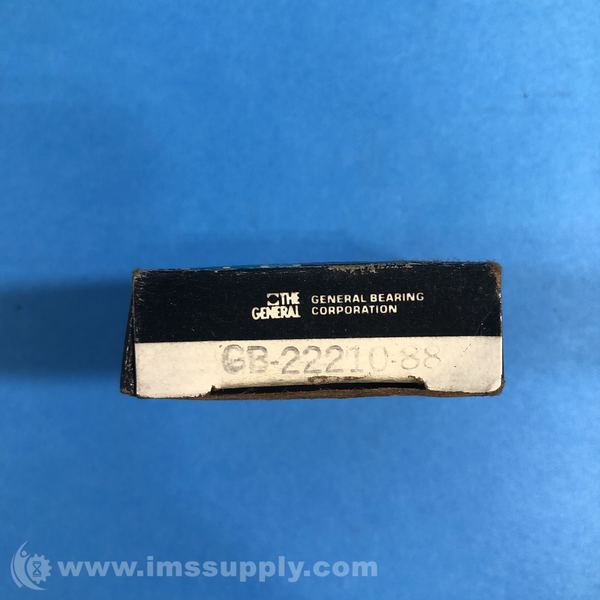 THE
GENERAL
GENERAL BEARING
CORPORATION
GB-22210-88
www.imssupply.com